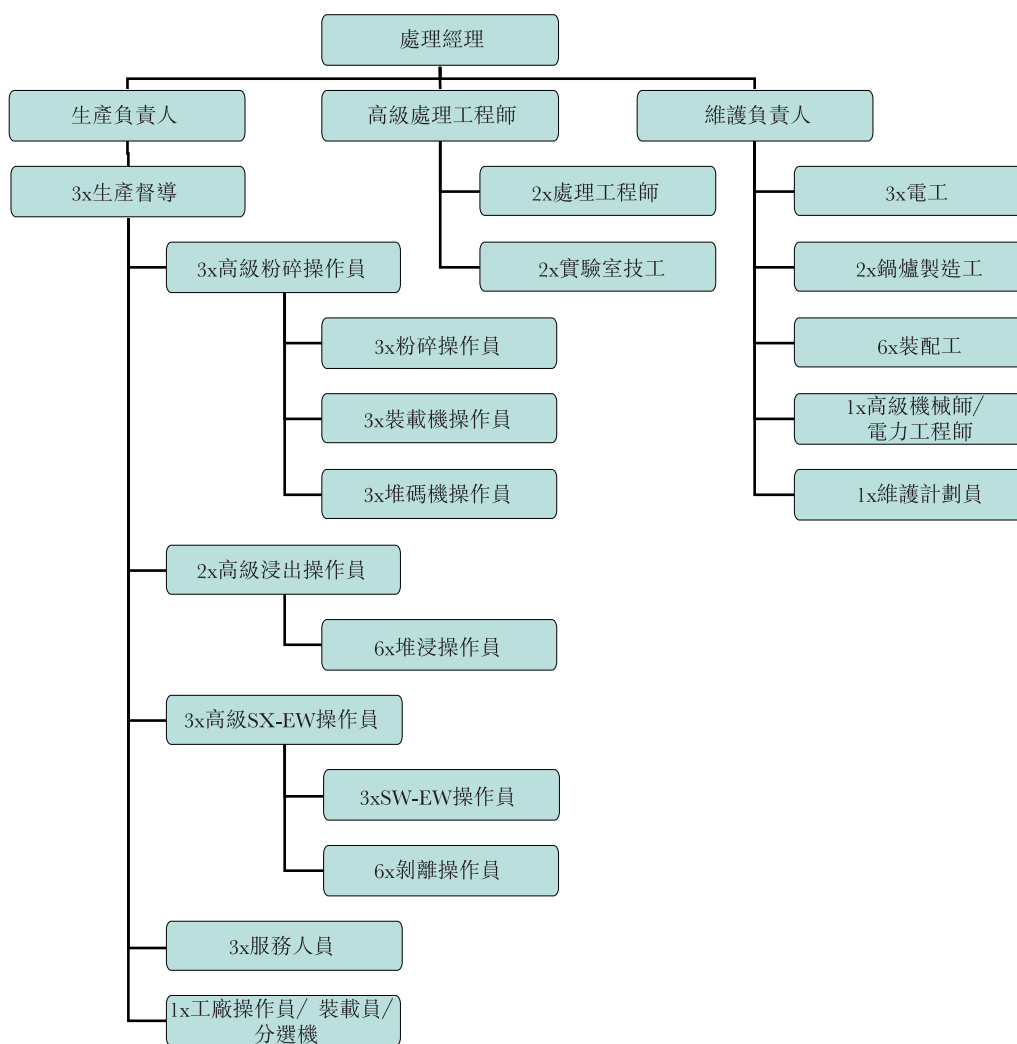 處理經理
生產負責人
高級處理工程師
維護負責人
3x生產督導
2x處理工程師
3x電工
3x高級粉碎操作員
2x實驗室技工
2x鍋爐製造工
3x粉碎操作員
6x裝配工
3x裝載機操作員
1x高級機械師/
電力工程師
3x堆碼機操作員
1x維護計劃員
2x高級浸出操作員
6x堆浸操作員
3x高級SX-EW操作員
3xSW-EW操作員
6x剝離操作員
3x服務人員
1x工廠操作員/ 裝載員/
分選機